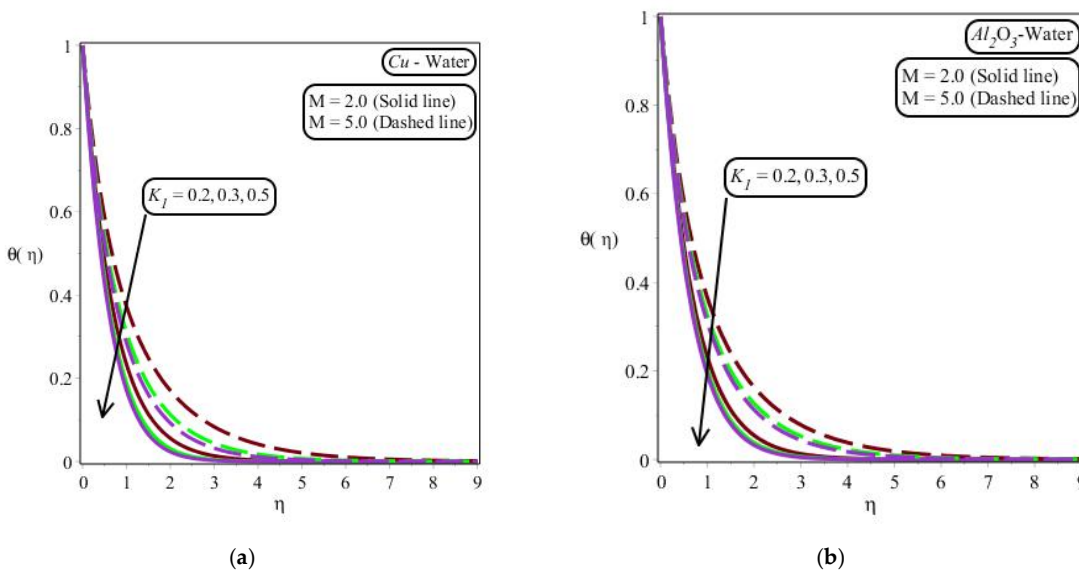 Cu - Water
M = 2.0 (Solid line)
M = 5.0 (Dashed line)
K₁ = 0.2, 0.3, 0.5
θ( η)
1
0.8
0.6
0.4
0.2
0
0 1 2 3 4 5 6 7 8 9
η
(a)
Al₂O₃-Water
M = 2.0 (Solid line)
M = 5.0 (Dashed line)
K₁ = 0.2, 0.3, 0.5
θ( η)
1
0.8
0.6
0.4
0.2
0
0 1 2 3 4 5 6 7 8 9
η
(b)